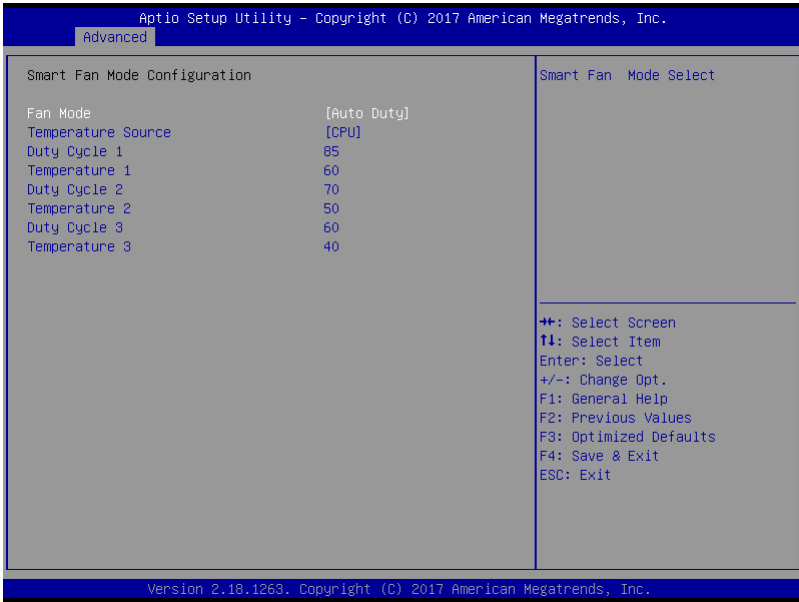 Aptio Setup Utility – Copyright (C) 2017 American Megatrends, Inc.
Advanced
Smart Fan Mode Configuration
Fan Mode [Auto Duty]
Temperature Source [CPU]
Duty Cycle 1 85
Temperature 1 60
Duty Cycle 2 70
Temperature 2 50
Duty Cycle 3 60
Temperature 3 40
Smart Fan Mode Select
→←: Select Screen
↑↓: Select Item
Enter: Select
+/-: Change Opt.
F1: General Help
F2: Previous Values
F3: Optimized Defaults
F4: Save & Exit
ESC: Exit
Version 2.18.1263. Copyright (C) 2017 American Megatrends, Inc.